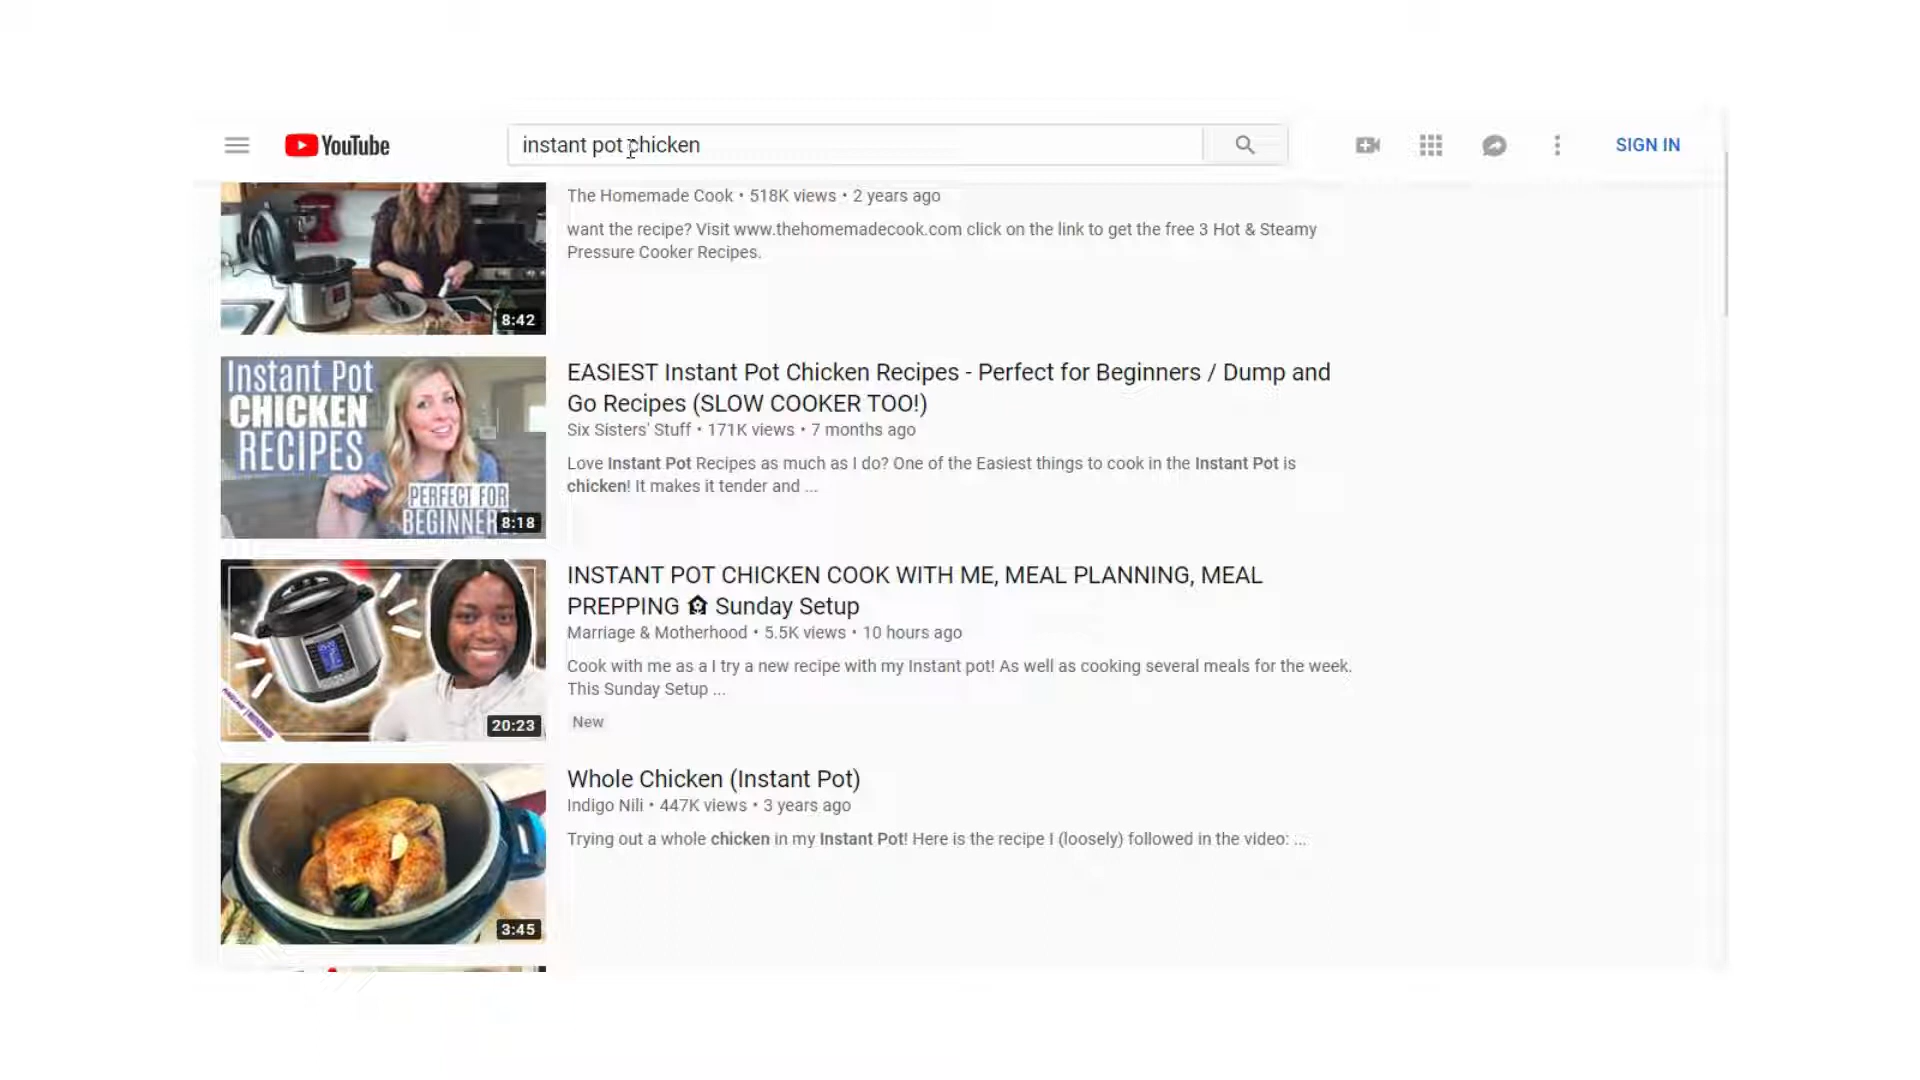 YouTube
instant pot chicken
SIGN IN
The Homemade Cook • 518K views • 2 years ago
want the recipe? Visit www.thehomemadecook.com click on the link to get the free 3 Hot & Steamy
Pressure Cooker Recipes.
8:42
Instant Pot
CHICKEN
RECIPES
PERFECT FOR
BEGINNER
8:18
EASIEST Instant Pot Chicken Recipes - Perfect for Beginners / Dump and
Go Recipes (SLOW COOKER TOO!)
Six Sisters' Stuff • 171K views • 7 months ago
Love Instant Pot Recipes as much as I do? One of the Easiest things to cook in the Instant Pot is
chicken! It makes it tender and ...
20:23
INSTANT POT CHICKEN COOK WITH ME, MEAL PLANNING, MEAL
PREPPING 🏠 Sunday Setup
Marriage & Motherhood • 5.5K views • 10 hours ago
Cook with me as a I try a new recipe with my Instant pot! As well as cooking several meals for the week.
This Sunday Setup ...
New
3:45
Whole Chicken (Instant Pot)
Indigo Nili • 447K views • 3 years ago
Trying out a whole chicken in my Instant Pot! Here is the recipe I (loosely) followed in the video: ...